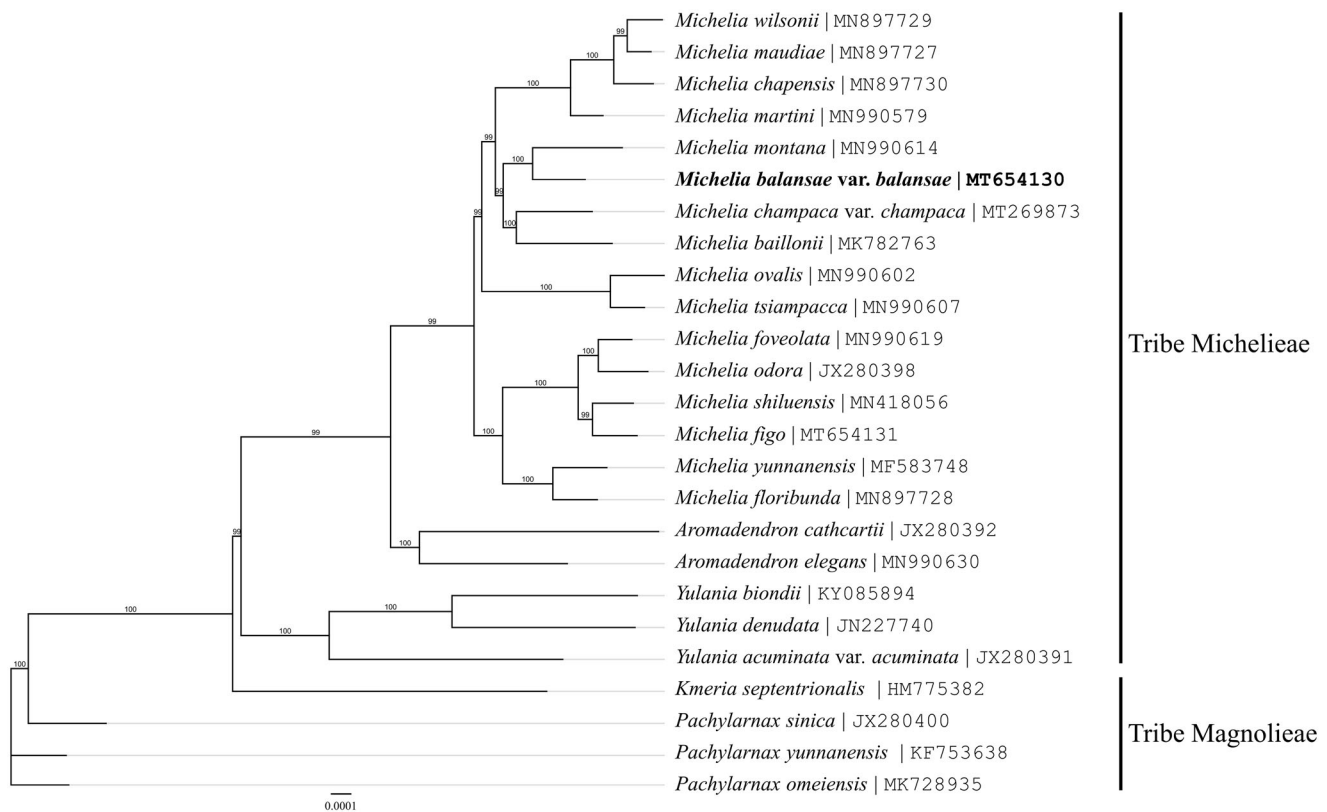 Michelia wilsonii | MN897729
Michelia maudiae | MN897727
Michelia chapensis | MN897730
Michelia martini | MN990579
Michelia montana | MN990614
Michelia balansae var. balansae | MT654130
Michelia champaca var. champaca | MT269873
Michelia baillonii | MK782763
Michelia ovalis | MN990602
Michelia tsiampacca | MN990607
Michelia foveolata | MN990619
Michelia odora | JX280398
Michelia shiluensis | MN418056
Michelia figo | MT654131
Michelia yunnanensis | MF583748
Michelia floribunda | MN897728
Aromadendron cathcartii | JX280392
Aromadendron elegans | MN990630
Yulania biondii | KY085894
Yulania denudata | JN227740
Yulania acuminata var. acuminata | JX280391
Kmeria septentrionalis | HM775382
Pachylarnax sinica | JX280400
Pachylarnax yunnanensis | KF753638
Pachylarnax omeiensis | MK728935
Tribe Michelieae
Tribe Magnolieae
99
100
100
99
100
99
100
99
100
99
100
100
99
100
100
99
100
99
100
100
100
100
0.0001